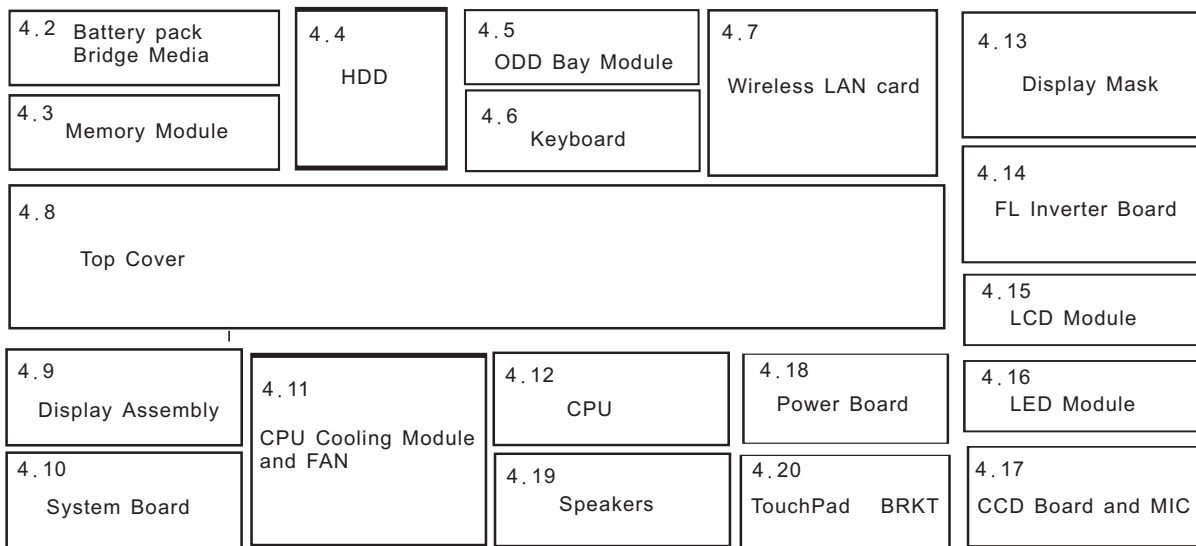 4.2 Battery pack
Bridge Media
4.3
Memory Module
4.4
HDD
4.5
ODD Bay Module
4.6
Keyboard
4.7
Wireless LAN card
4.8
Top Cover
4.9
Display Assembly
4.10
System Board
4.11
CPU Cooling Module
and FAN
4.12
CPU
4.19
Speakers
4.18
Power Board
4.20
TouchPad BRKT
4.13
Display Mask
4.14
FL Inverter Board
4.15
LCD Module
4.16
LED Module
4.17
CCD Board and MIC